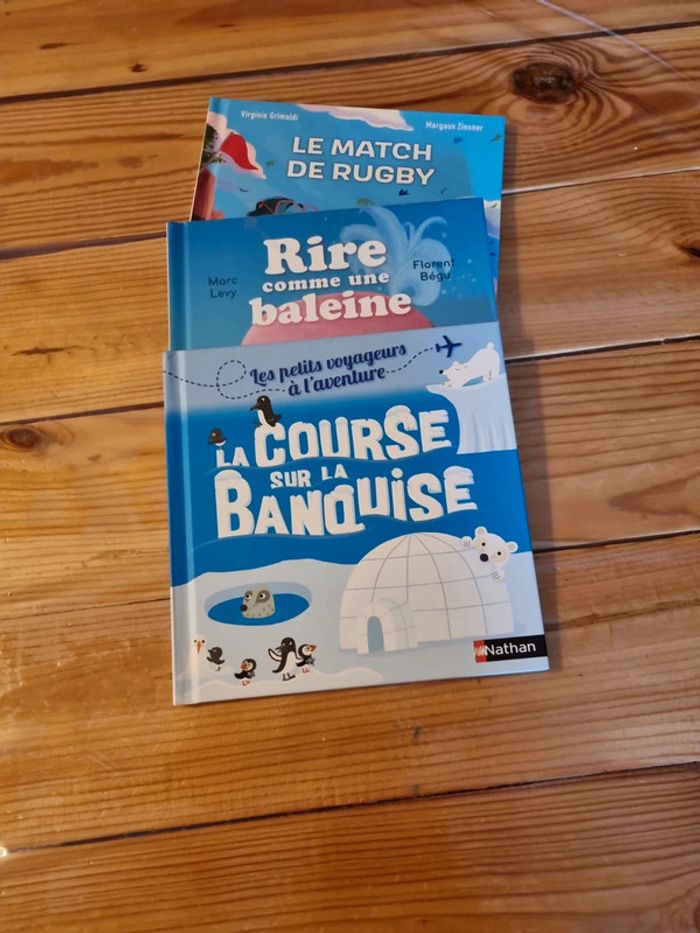 Virginie Grimaldi
Margaux Zinsner
LE MATCH
DE RUGBY
Rire
comme une
baleine
Marc
Levy
Florent
Bégu
Les petits voyageurs
à l'aventure
LA COURSE
SUR LA
BANQUISE
Nathan